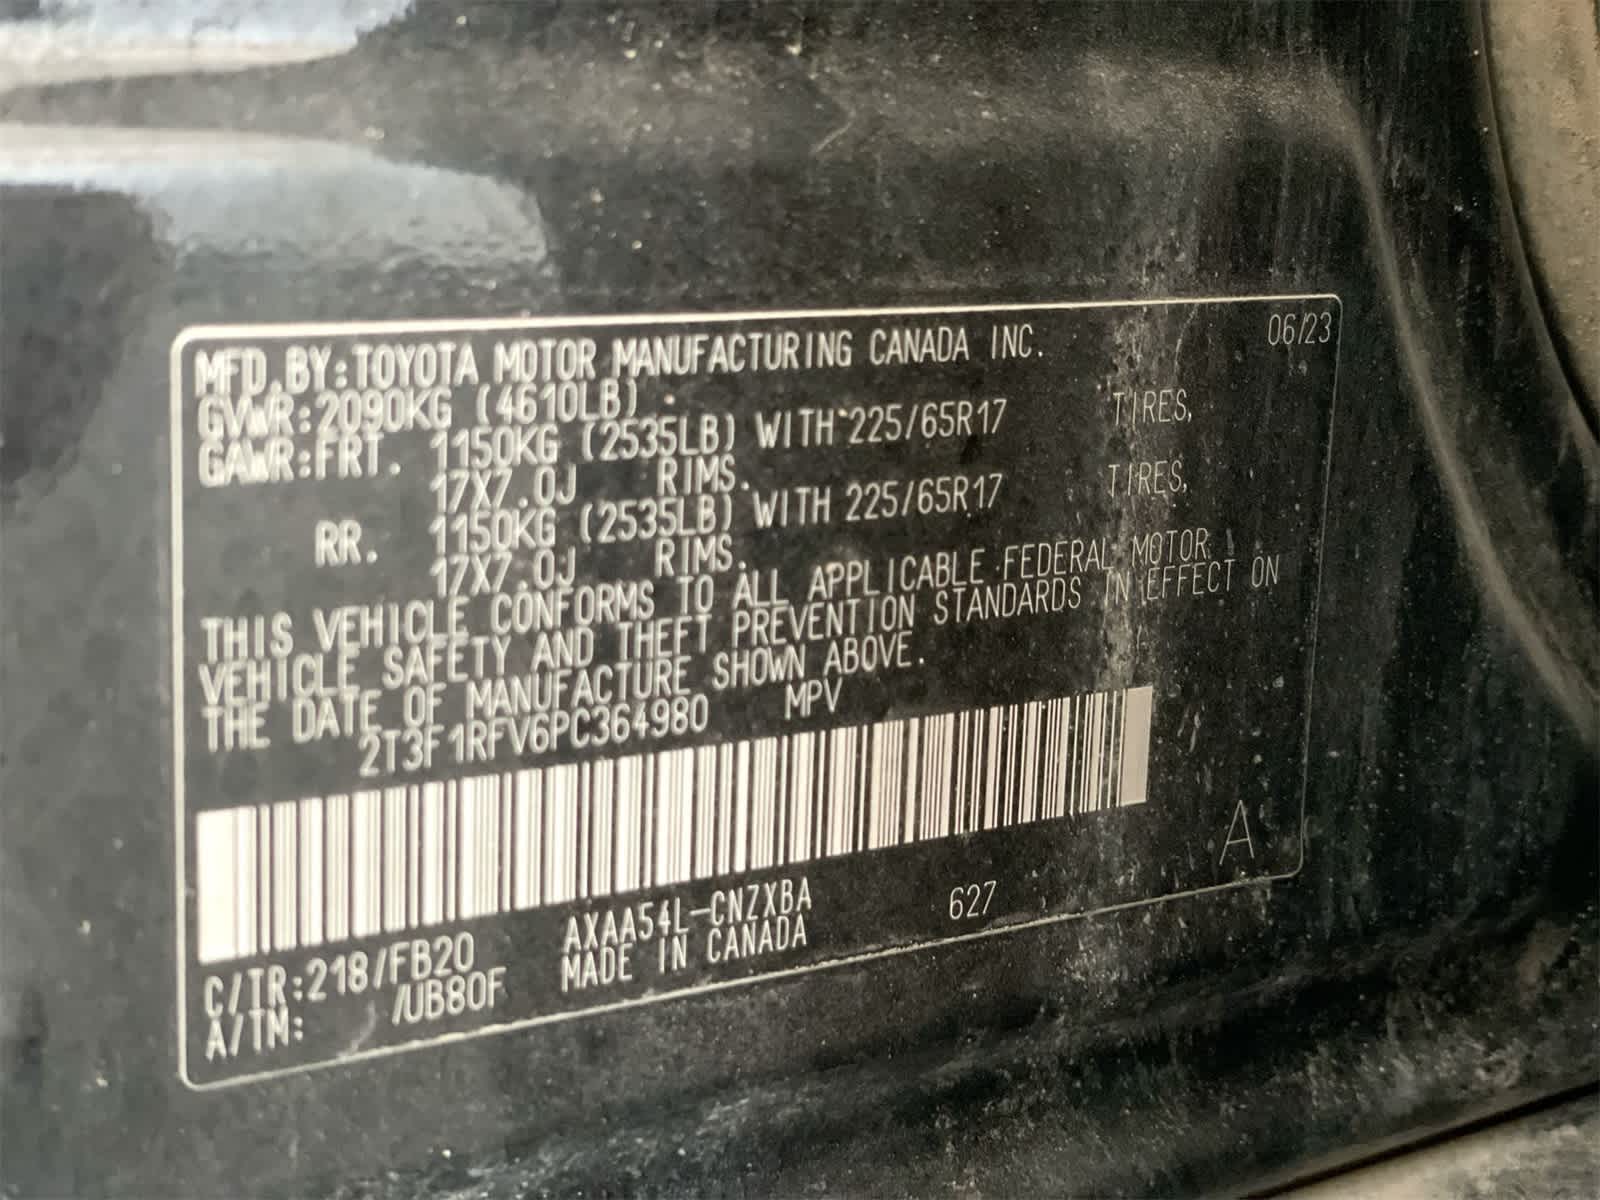 06/23
MFD.BY:TOYOTA MOTOR MANUFACTURING CANADA INC.
GVWR:2090KG (4610LB)
GAWR:FRT. 1150KG (2535LB) WITH 225/65R17 TIRES,
17X7.0J RIMS.
RR. 1150KG (2535LB) WITH 225/65R17 TIRES,
17X7.0J RIMS.
THIS VEHICLE CONFORMS TO ALL APPLICABLE FEDERAL MOTOR
VEHICLE SAFETY AND THEFT PREVENTION STANDARDS IN EFFECT ON
THE DATE OF MANUFACTURE SHOWN ABOVE.
2T3F1RFV6PC364980 MPV
A
C/TR:218/FB20 AXAA54L-CNZXBA 627
A/TM: /UB80F MADE IN CANADA